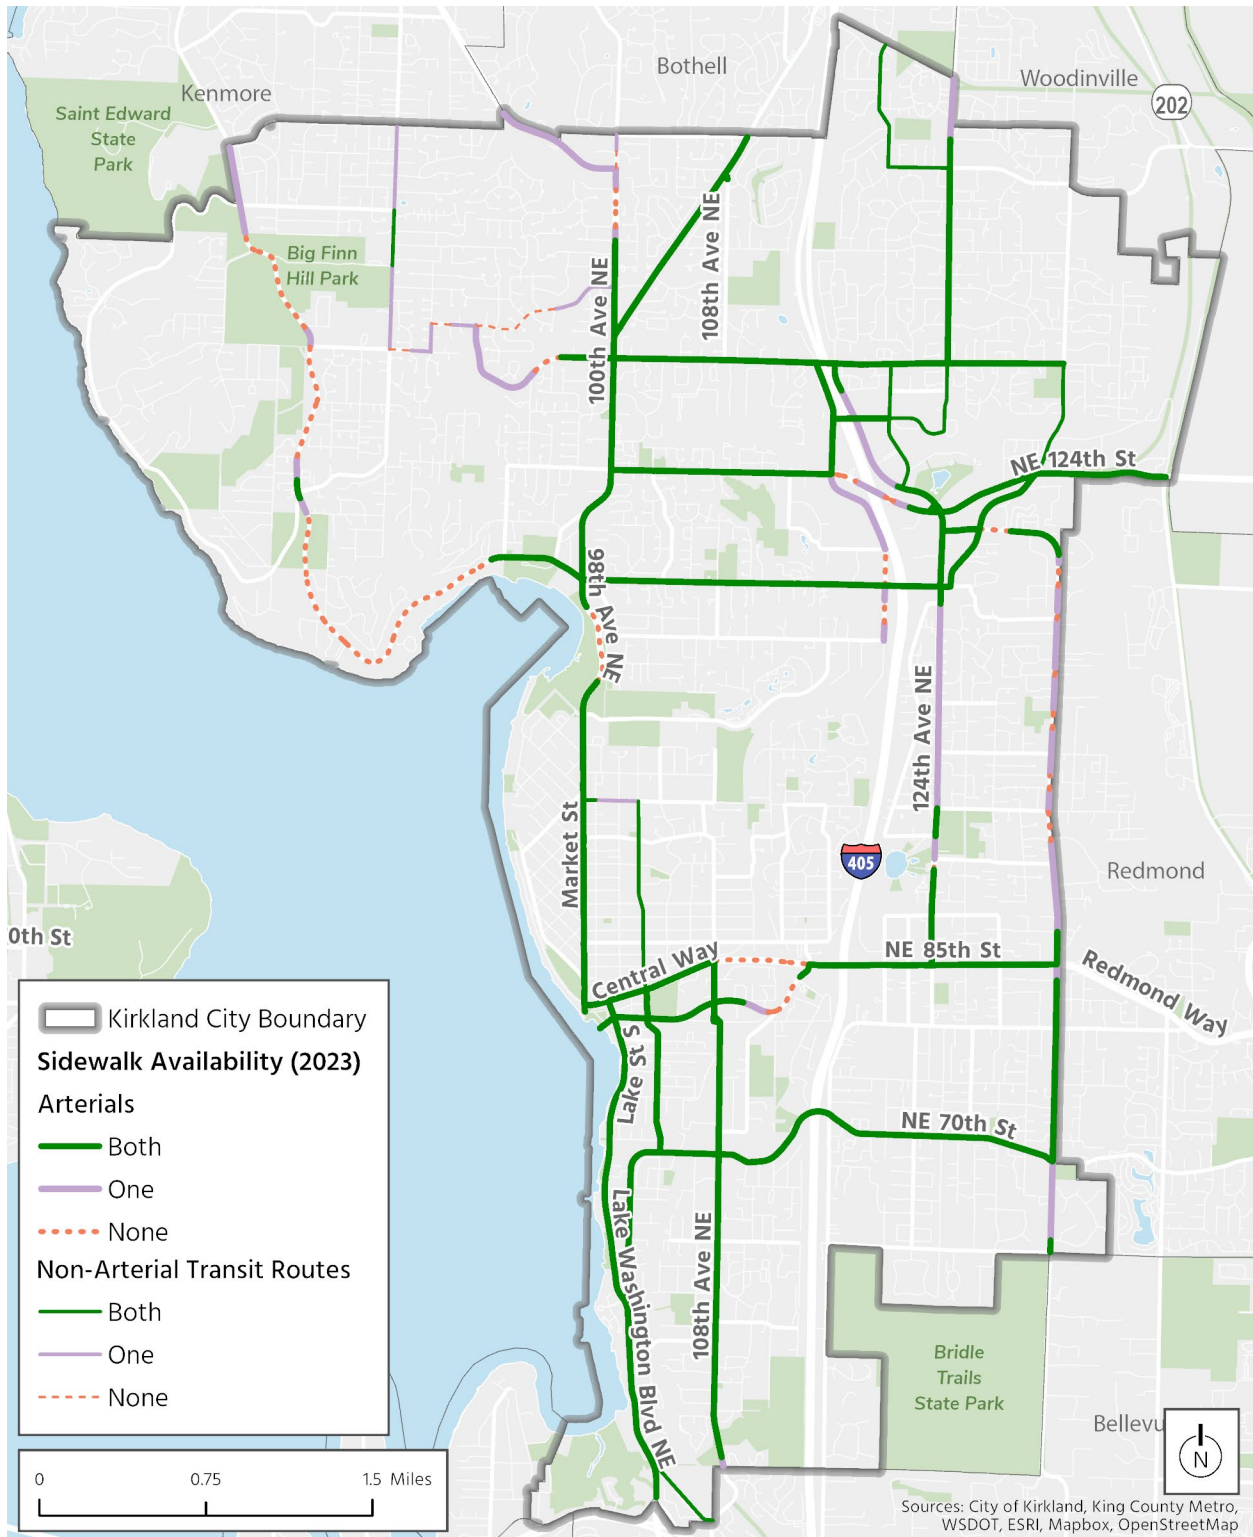 Bothell
Woodinville
Kenmore
202
Saint Edward
State
Park
Big Finn
Hill Park
108th Ave NE
100th Ave NE
NE 124th St
98th Ave NE
124th Ave NE
Market St
405
Redmond
0th St
NE 85th St
Central Way
Redmond Way
Lake St S
NE 70th St
Lake Washington Blvd NE
108th Ave NE
Bridle
Trails
State Park
Bellevu
Kirkland City Boundary
Sidewalk Availability (2023)
Arterials
Both
One
None
Non-Arterial Transit Routes
Both
One
None
0 0.75 1.5 Miles
N
Sources: City of Kirkland, King County Metro,
WSDOT, ESRI, Mapbox, OpenStreetMap